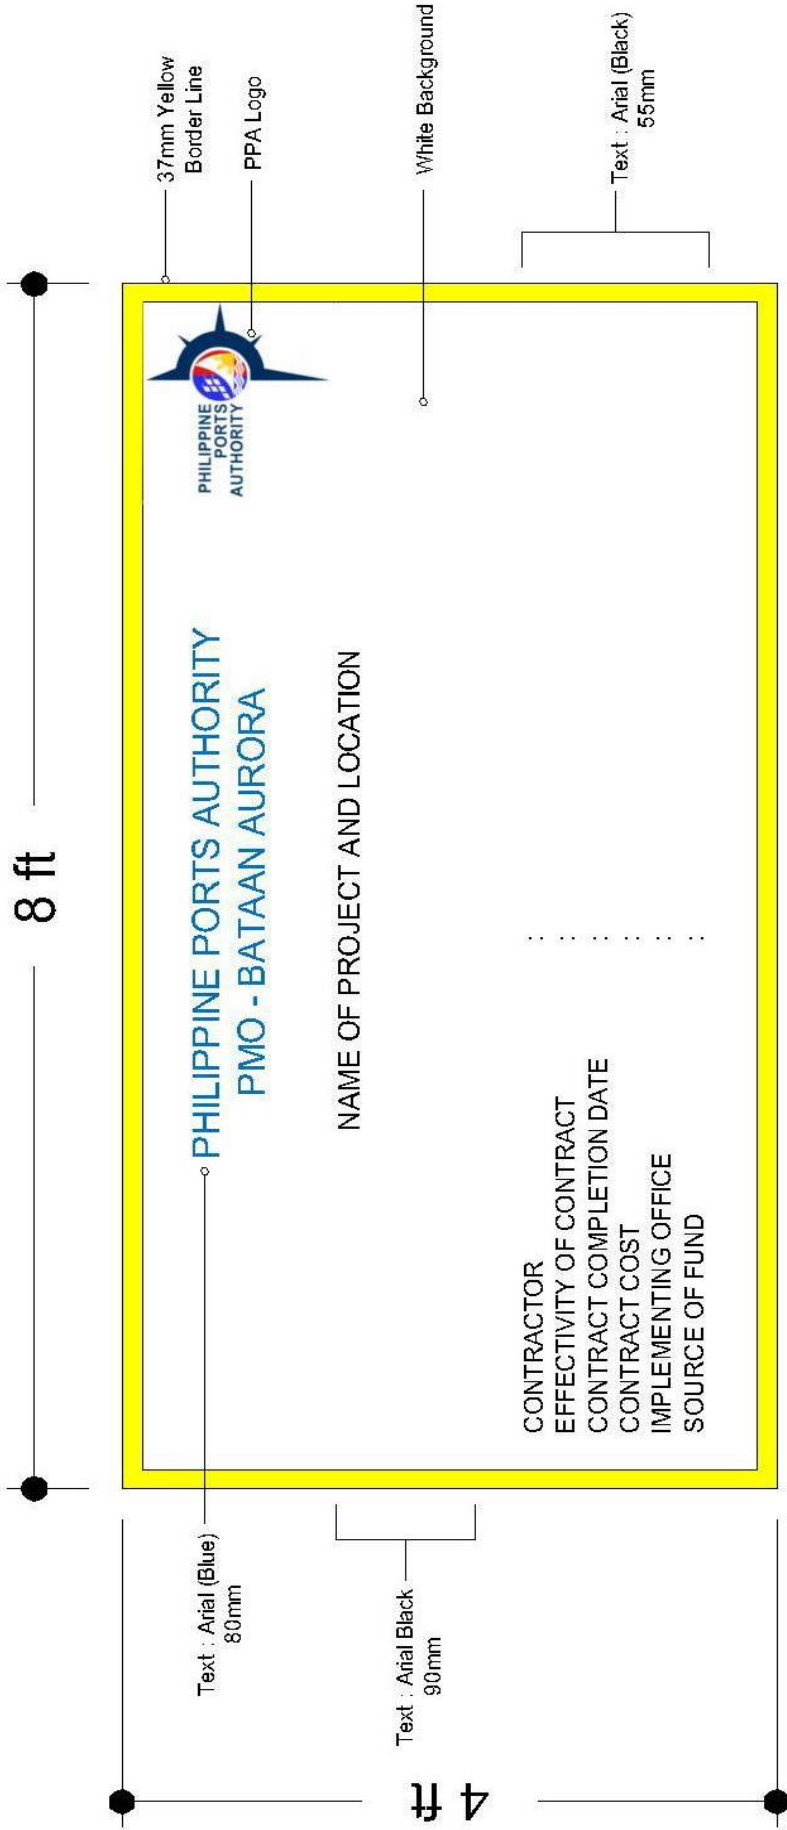 8 ft
37mm Yellow
Border Line
PPA Logo
White Background
Text : Arial (Black)
55mm
Text : Arial (Blue)
80mm
Text : Arial Black
90mm
4 ft
PHILIPPINE PORTS AUTHORITY
PMO - BATAAN AURORA
PHILIPPINE
PORTS
AUTHORITY
NAME OF PROJECT AND LOCATION
CONTRACTOR :
EFFECTIVITY OF CONTRACT :
CONTRACT COMPLETION DATE :
CONTRACT COST :
IMPLEMENTING OFFICE :
SOURCE OF FUND :